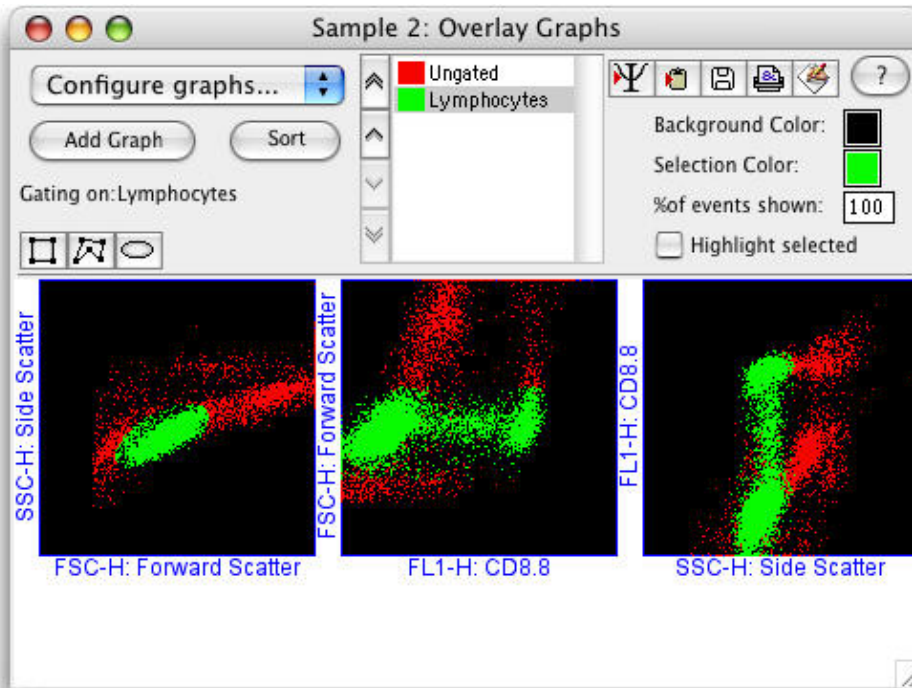 Sample 2: Overlay Graphs
Configure graphs...
Add Graph
Sort
Gating on:Lymphocytes
Ungated
Lymphocytes
?
Background Color:
Selection Color:
%of events shown: 100
Highlight selected
SSC-H: Side Scatter
FSC-H: Forward Scatter
FSC-H: Forward Scatter
FL1-H: CD8.8
FL1-H: CD8.8
SSC-H: Side Scatter